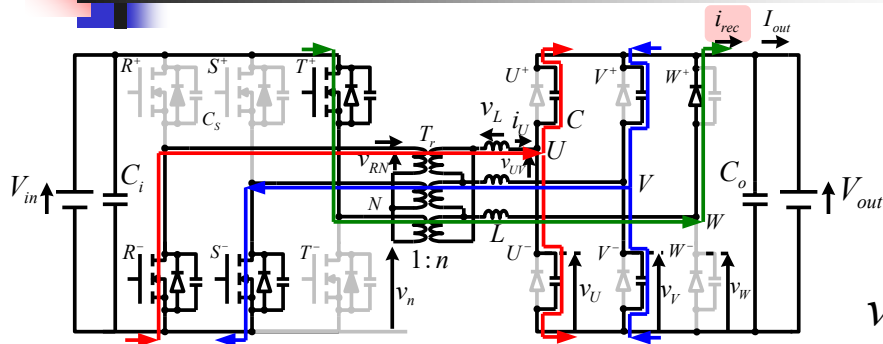 i_rec I_out
R⁺ S⁺ T⁺ U⁺ V⁺ W⁺
C_S v_L i_U C
T_r U
V_in C_i v_RN v_UV V C_o V_out
N
L W
R⁻ S⁻ T⁻ U⁻ V⁻ W⁻
1:n
v_n v_U v_V v_W
v